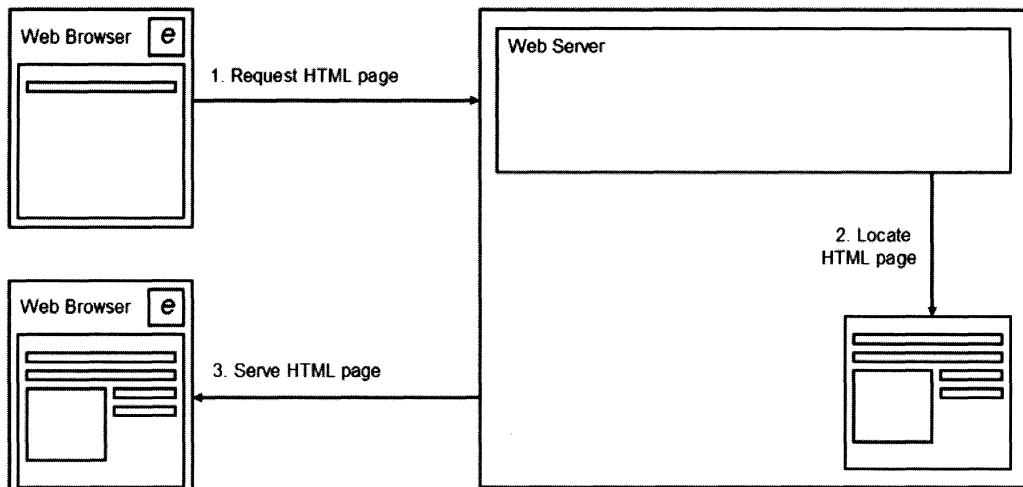 Web Browser e
1. Request HTML page
Web Server
2. Locate
HTML page
Web Browser e
3. Serve HTML page